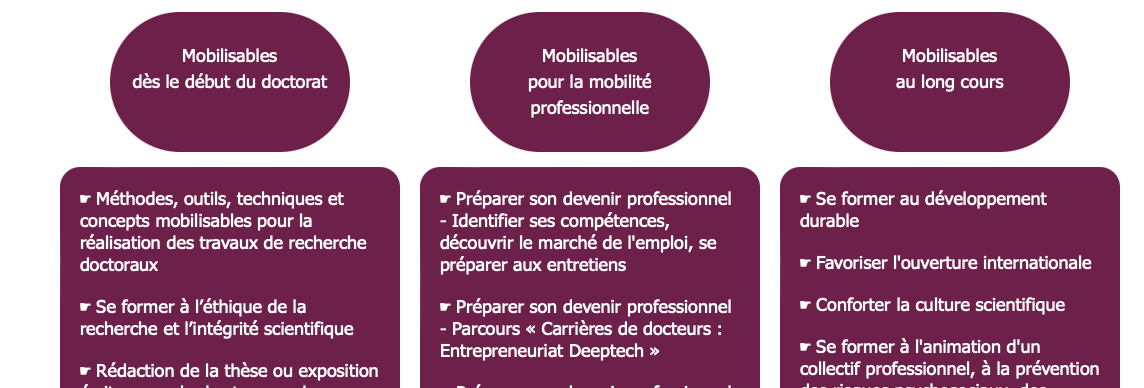 Mobilisables
dès le début du doctorat
Mobilisables
pour la mobilité
professionnelle
Mobilisables
au long cours
☛ Méthodes, outils, techniques et
concepts mobilisables pour la
réalisation des travaux de recherche
doctoraux
☛ Se former à l’éthique de la
recherche et l’intégrité scientifique
☛ Rédaction de la thèse ou exposition
☛ Préparer son devenir professionnel
- Identifier ses compétences,
découvrir le marché de l'emploi, se
préparer aux entretiens
☛ Préparer son devenir professionnel
- Parcours « Carrières de docteurs :
Entrepreneuriat Deeptech »
☛ Se former au développement
durable
☛ Favoriser l'ouverture internationale
☛ Conforter la culture scientifique
☛ Se former à l'animation d'un
collectif professionnel, à la prévention